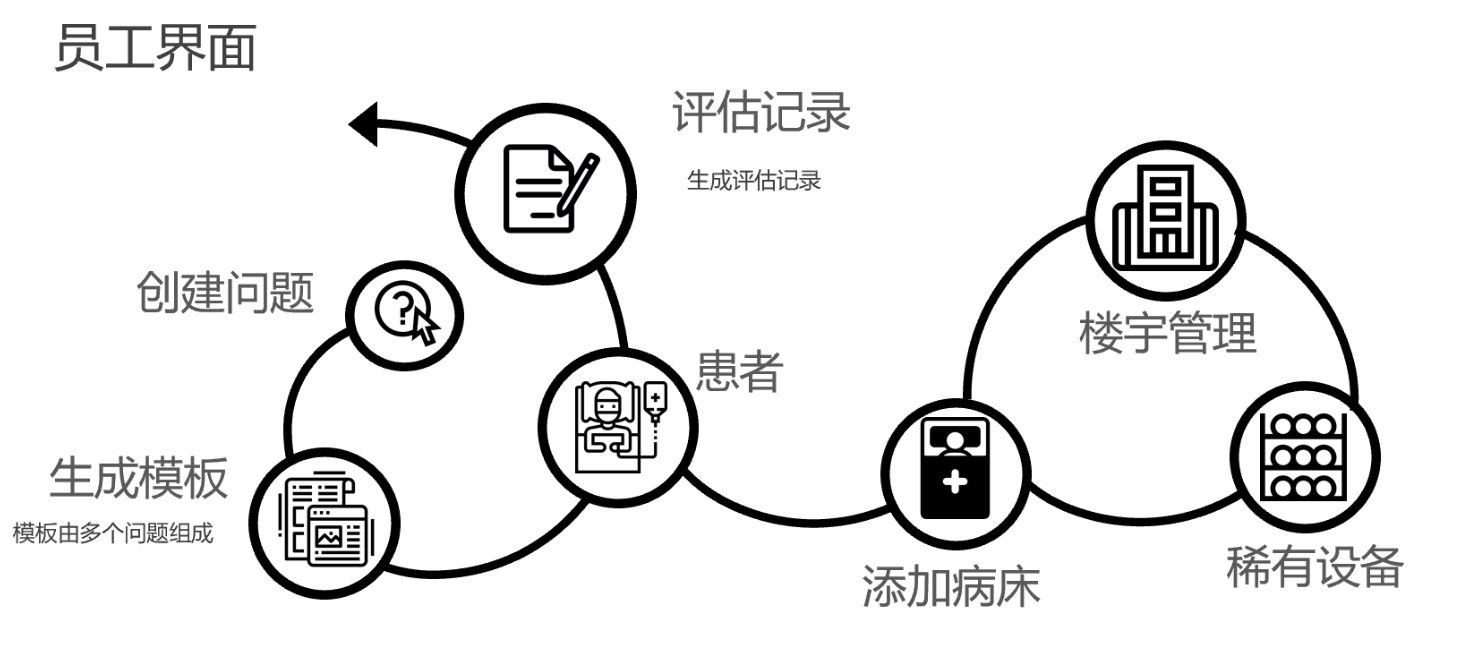 员工界面
评估记录
生成评估记录
创建问题
楼宇管理
患者
生成模板
模板由多个问题组成
稀有设备
添加病床